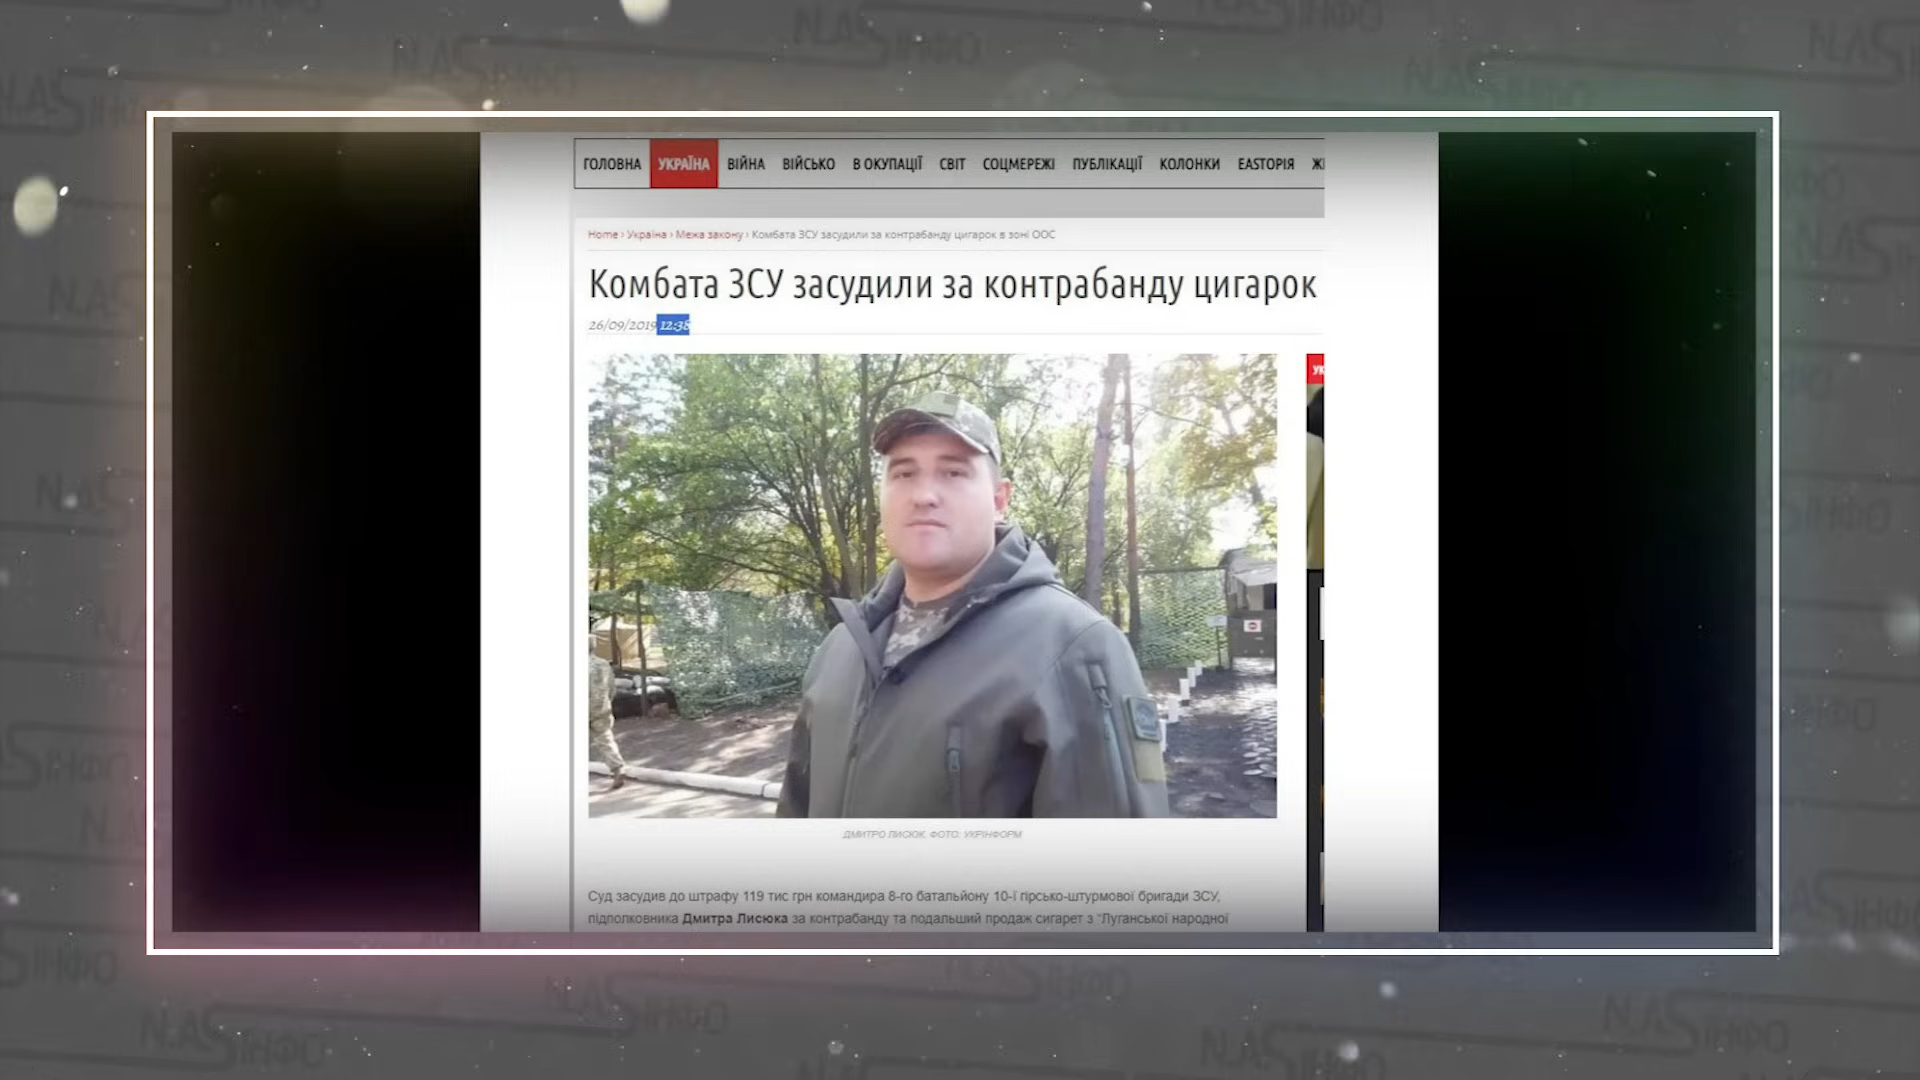 ГОЛОВНА УКРАЇНА ВІЙНА ВІЙСЬКО В ОКУПАЦІЇ СВІТ СОЦМЕРЕЖІ ПУБЛІКАЦІЇ КОЛОНКИ EASTОРІЯ
Home › Україна › Межа закону › Комбата ЗСУ засудили за контрабанду цигарок в зоні ООС
Комбата ЗСУ засудили за контрабанду цигарок
26/09/2019 12:38
ДМИТРО ЛИСЮК. ФОТО: УКРІНФОРМ
Суд засудив до штрафу 119 тис грн командира 8-го батальйону 10-ї гірсько-штурмової бригади ЗСУ,
підполковника Дмитра Лисюка за контрабанду та подальший продаж сигарет з “Луганської народної